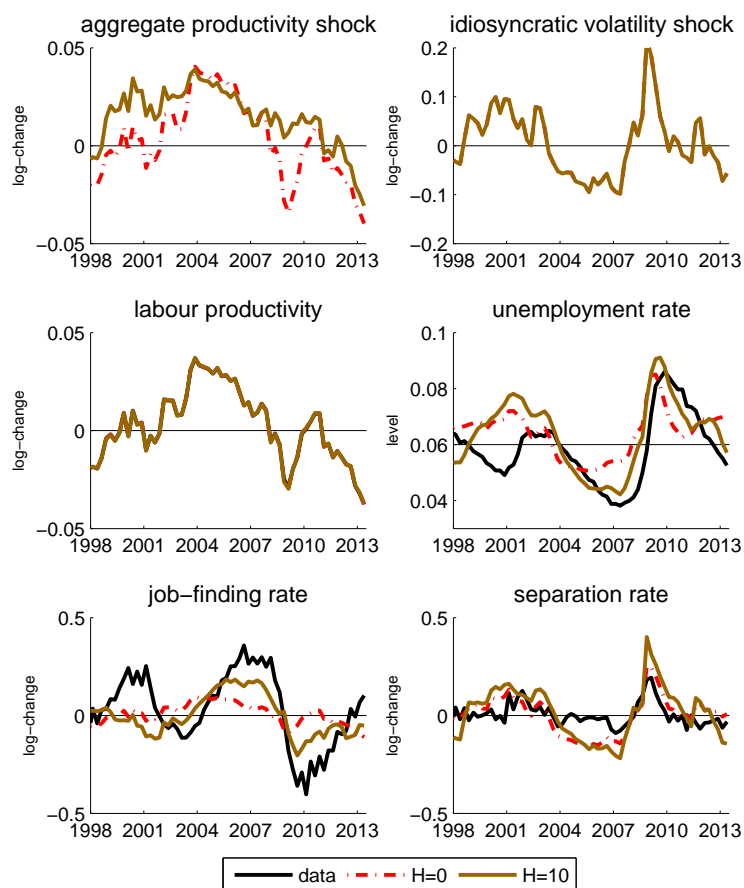 aggregate productivity shock
0.05
0
−0.05
log−change
1998 2001 2004 2007 2010 2013
idiosyncratic volatility shock
0.2
0.1
0
−0.1
−0.2
log−change
1998 2001 2004 2007 2010 2013
labour productivity
0.05
0
−0.05
log−change
1998 2001 2004 2007 2010 2013
unemployment rate
0.1
0.08
0.06
0.04
level
1998 2001 2004 2007 2010 2013
job−finding rate
0.5
0
−0.5
log−change
1998 2001 2004 2007 2010 2013
separation rate
0.5
0
−0.5
log−change
1998 2001 2004 2007 2010 2013
data H=0 H=10